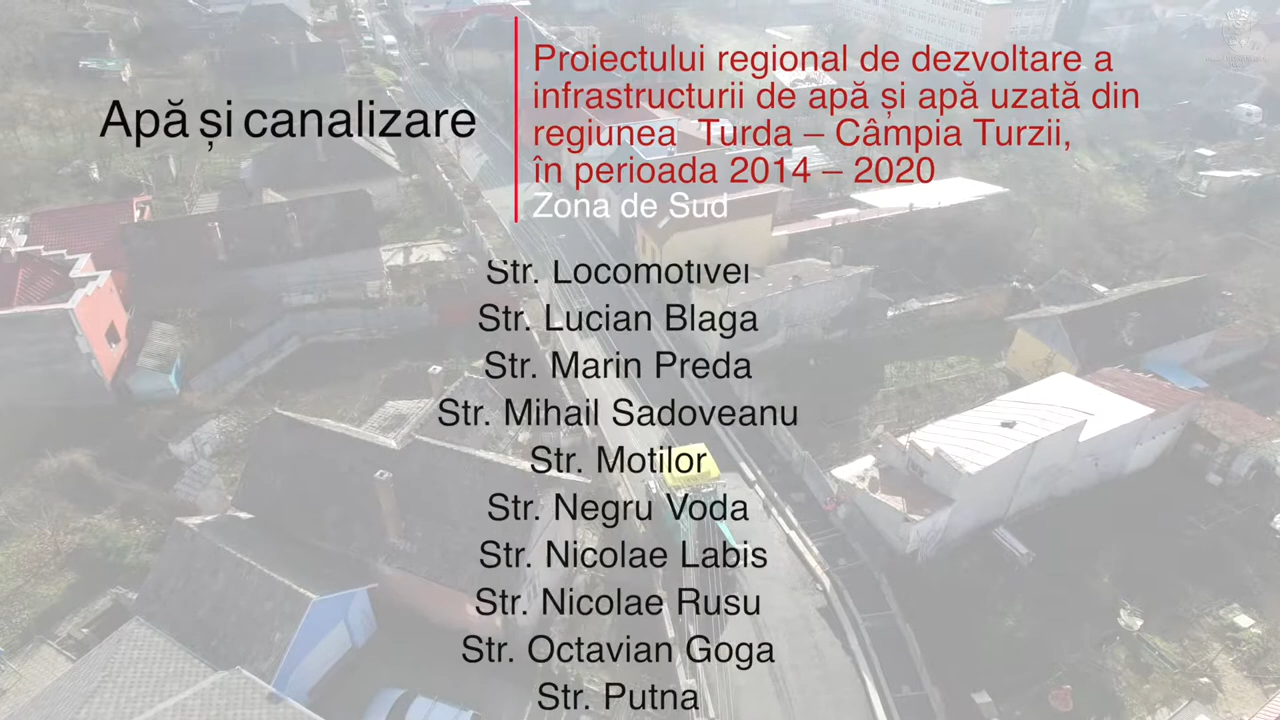 Apă și canalizare
Proiectului regional de dezvoltare a
infrastructurii de apă și apă uzată din
regiunea Turda – Câmpia Turzii,
în perioada 2014 – 2020
Zona de Sud
Str. Locomotivei
Str. Lucian Blaga
Str. Marin Preda
Str. Mihail Sadoveanu
Str. Motilor
Str. Negru Voda
Str. Nicolae Labis
Str. Nicolae Rusu
Str. Octavian Goga
Str. Putna